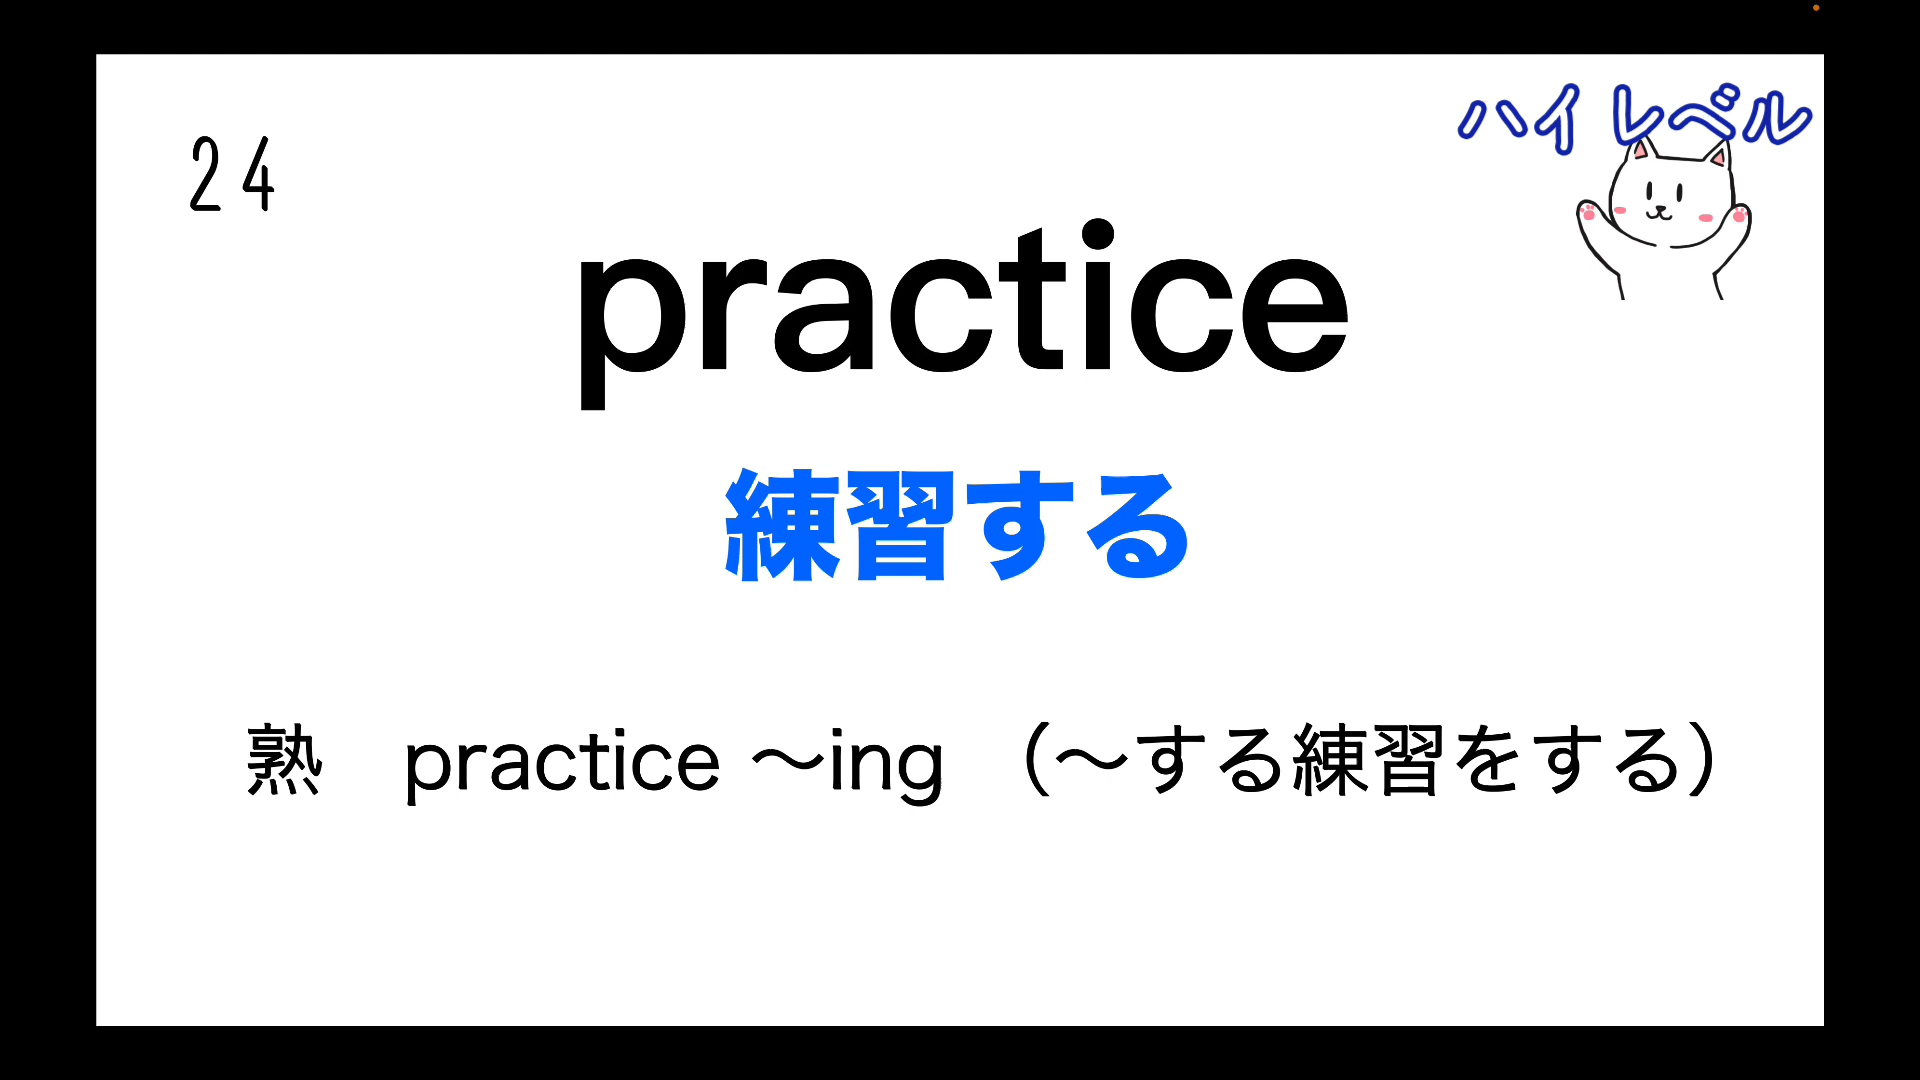 24
ハイレベル
practice
練習する
熟　practice 〜ing （〜する練習をする）